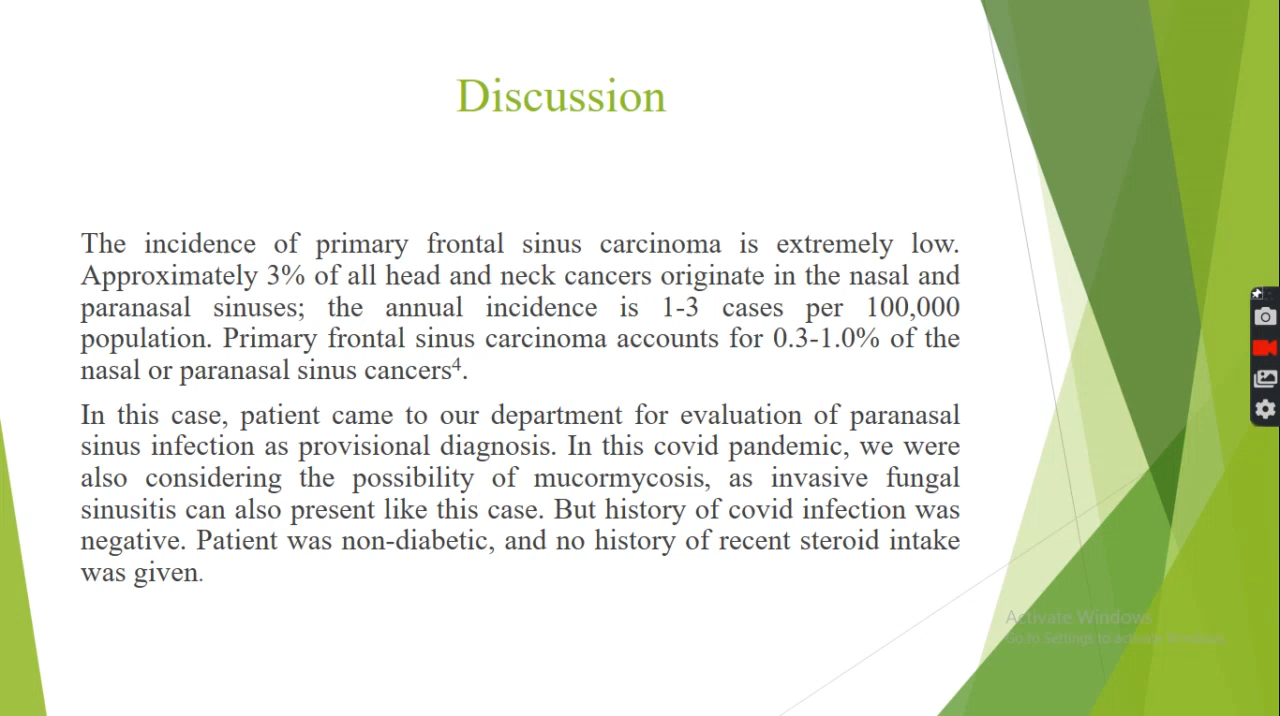 Discussion
The incidence of primary frontal sinus carcinoma is extremely low.
Approximately 3% of all head and neck cancers originate in the nasal and
paranasal sinuses; the annual incidence is 1-3 cases per 100,000
population. Primary frontal sinus carcinoma accounts for 0.3-1.0% of the
nasal or paranasal sinus cancers⁴.
In this case, patient came to our department for evaluation of paranasal
sinus infection as provisional diagnosis. In this covid pandemic, we were
also considering the possibility of mucormycosis, as invasive fungal
sinusitis can also present like this case. But history of covid infection was
negative. Patient was non-diabetic, and no history of recent steroid intake
was given.
Activate Windows
Go to Settings to activate Windows.